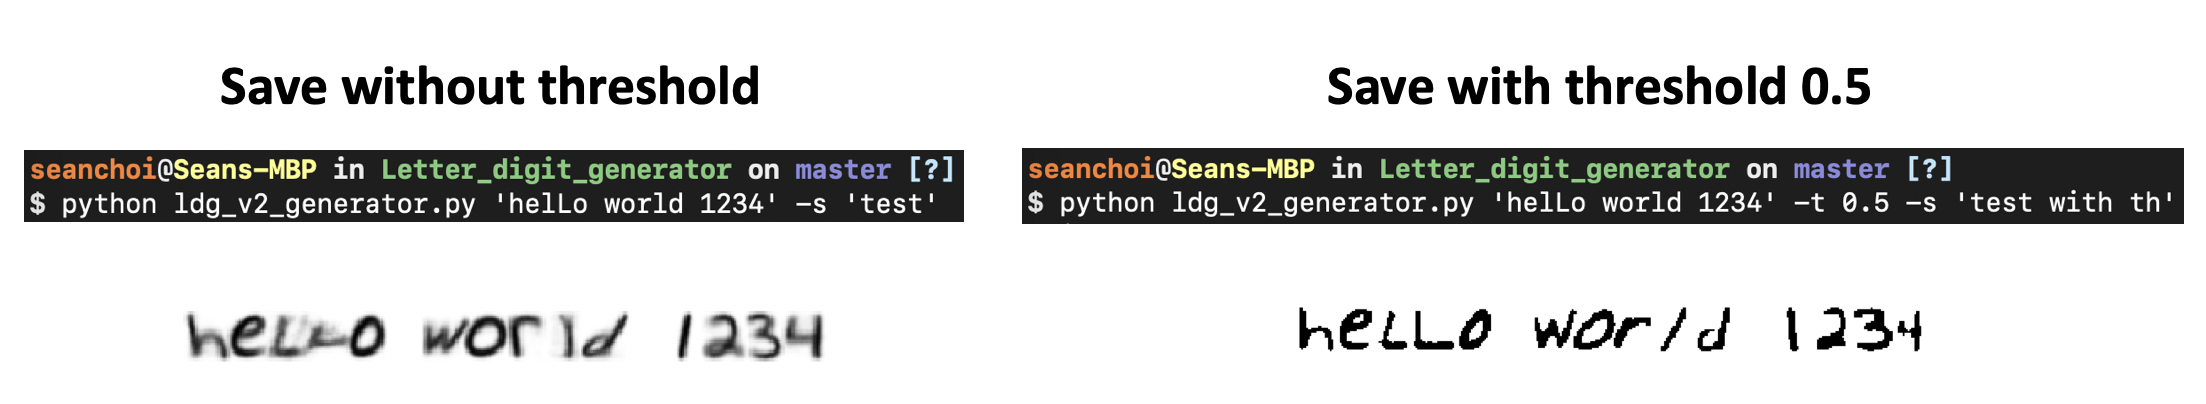 Save without threshold
seanchoi@Seans-MBP in Letter_digit_generator on master [?]
$ python ldg_v2_generator.py 'helLo world 1234' -s 'test'
heLLo world 1234
Save with threshold 0.5
seanchoi@Seans-MBP in Letter_digit_generator on master [?]
$ python ldg_v2_generator.py 'helLo world 1234' -t 0.5 -s 'test with th'
heLLo world 1234